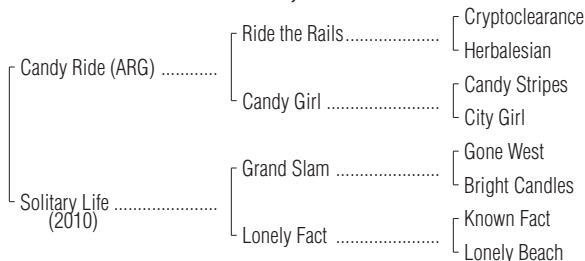 Cryptoclearance
Ride the Rails....................
Herbalesian
Candy Ride (ARG) ............
Candy Stripes
Candy Girl ........................
City Girl
Gone West
Grand Slam ......................
Bright Candles
Solitary Life ......................
(2010)
Known Fact
Lonely Fact ......................
Lonely Beach